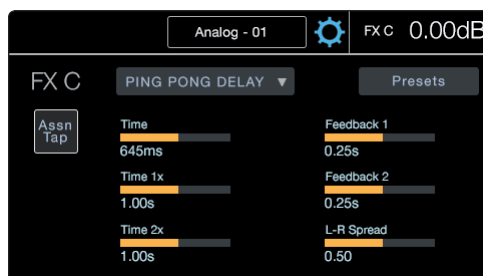 Analog - 01
FX C 0.00dB
FX C
PING PONG DELAY ▼
Presets
Assn
Tap
Time
645ms
Feedback 1
0.25s
Time 1x
1.00s
Feedback 2
0.25s
Time 2x
1.00s
L-R Spread
0.50